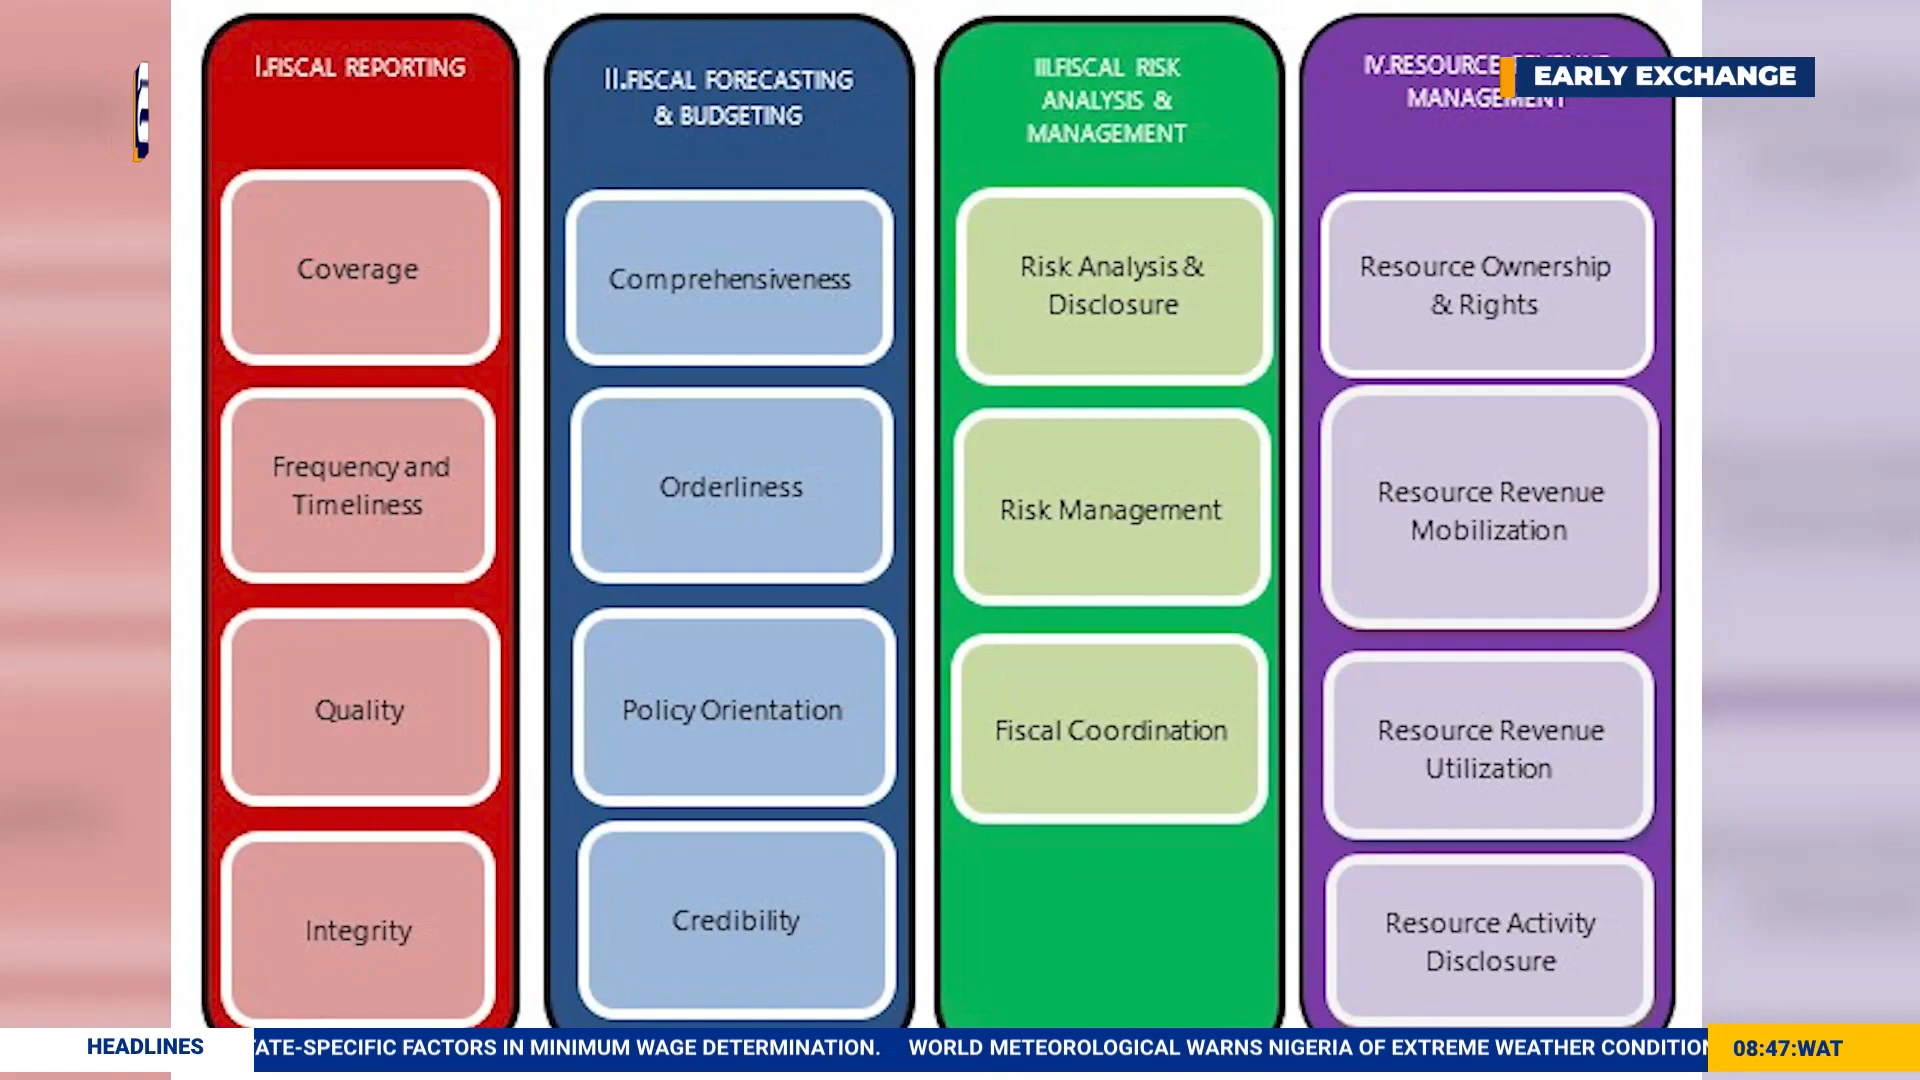 I.FISCAL REPORTING
Coverage
Frequency and
Timeliness
Quality
Integrity
II.FISCAL FORECASTING
& BUDGETING
Comprehensiveness
Orderliness
Policy Orientation
Credibility
III.FISCAL RISK
ANALYSIS &
MANAGEMENT
Risk Analysis &
Disclosure
Risk Management
Fiscal Coordination
IV.RESOURCE
MANAGEMENT
Resource Ownership
& Rights
Resource Revenue
Mobilization
Resource Revenue
Utilization
Resource Activity
Disclosure
EARLY EXCHANGE
HEADLINES
TATE-SPECIFIC FACTORS IN MINIMUM WAGE DETERMINATION. WORLD METEOROLOGICAL WARNS NIGERIA OF EXTREME WEATHER CONDITION
08:47:WAT